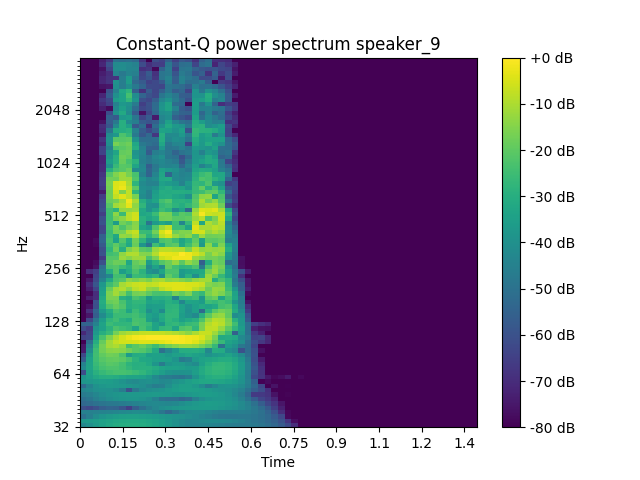 Constant-Q power spectrum speaker_9
Hz
2048
1024
512
256
128
64
32
0 0.15 0.3 0.45 0.6 0.75 0.9 1.1 1.2 1.4
Time
+0 dB
-10 dB
-20 dB
-30 dB
-40 dB
-50 dB
-60 dB
-70 dB
-80 dB